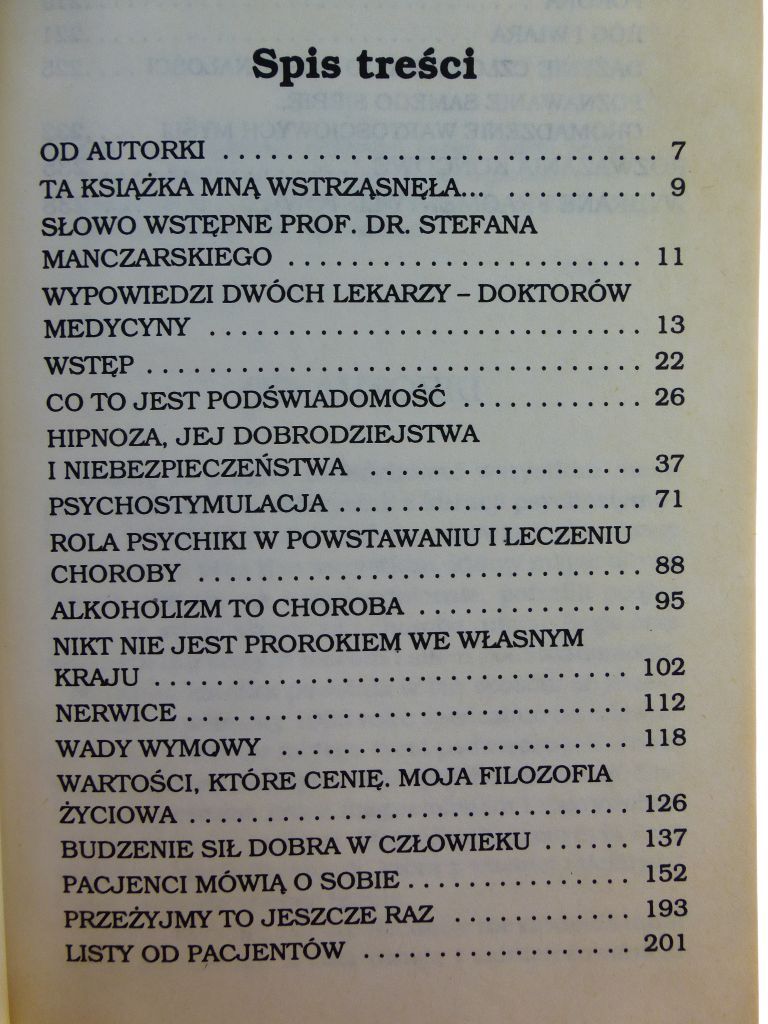 Spis treści
OD AUTORKI ........................... 7
TA KSIĄŻKA MNĄ WSTRZĄSNĘŁA... ......... 9
SŁOWO WSTĘPNE PROF. DR. STEFANA
MANCZARSKIEGO ...................... 11
WYPOWIEDZI DWÓCH LEKARZY – DOKTORÓW
MEDYCYNY ........................... 13
WSTĘP ............................... 22
CO TO JEST PODŚWIADOMOŚĆ ............ 26
HIPNOZA, JEJ DOBRODZIEJSTWA
I NIEBEZPIECZEŃSTWA ................. 37
PSYCHOSTYMULACJA ................... 71
ROLA PSYCHIKI W POWSTAWANIU I LECZENIU
CHOROBY ............................ 88
ALKOHOLIZM TO CHOROBA .............. 95
NIKT NIE JEST PROROKIEM WE WŁASNYM
KRAJU .............................. 102
NERWICE ............................ 112
WADY WYMOWY ...................... 118
WARTOŚCI, KTÓRE CENIĘ. MOJA FILOZOFIA
ŻYCIOWA ............................ 126
BUDZENIE SIŁ DOBRA W CZŁOWIEKU ...... 137
PACJENCI MÓWIĄ O SOBIE .............. 152
PRZEŻYJMY TO JESZCZE RAZ ........... 193
LISTY OD PACJENTÓW ................. 201